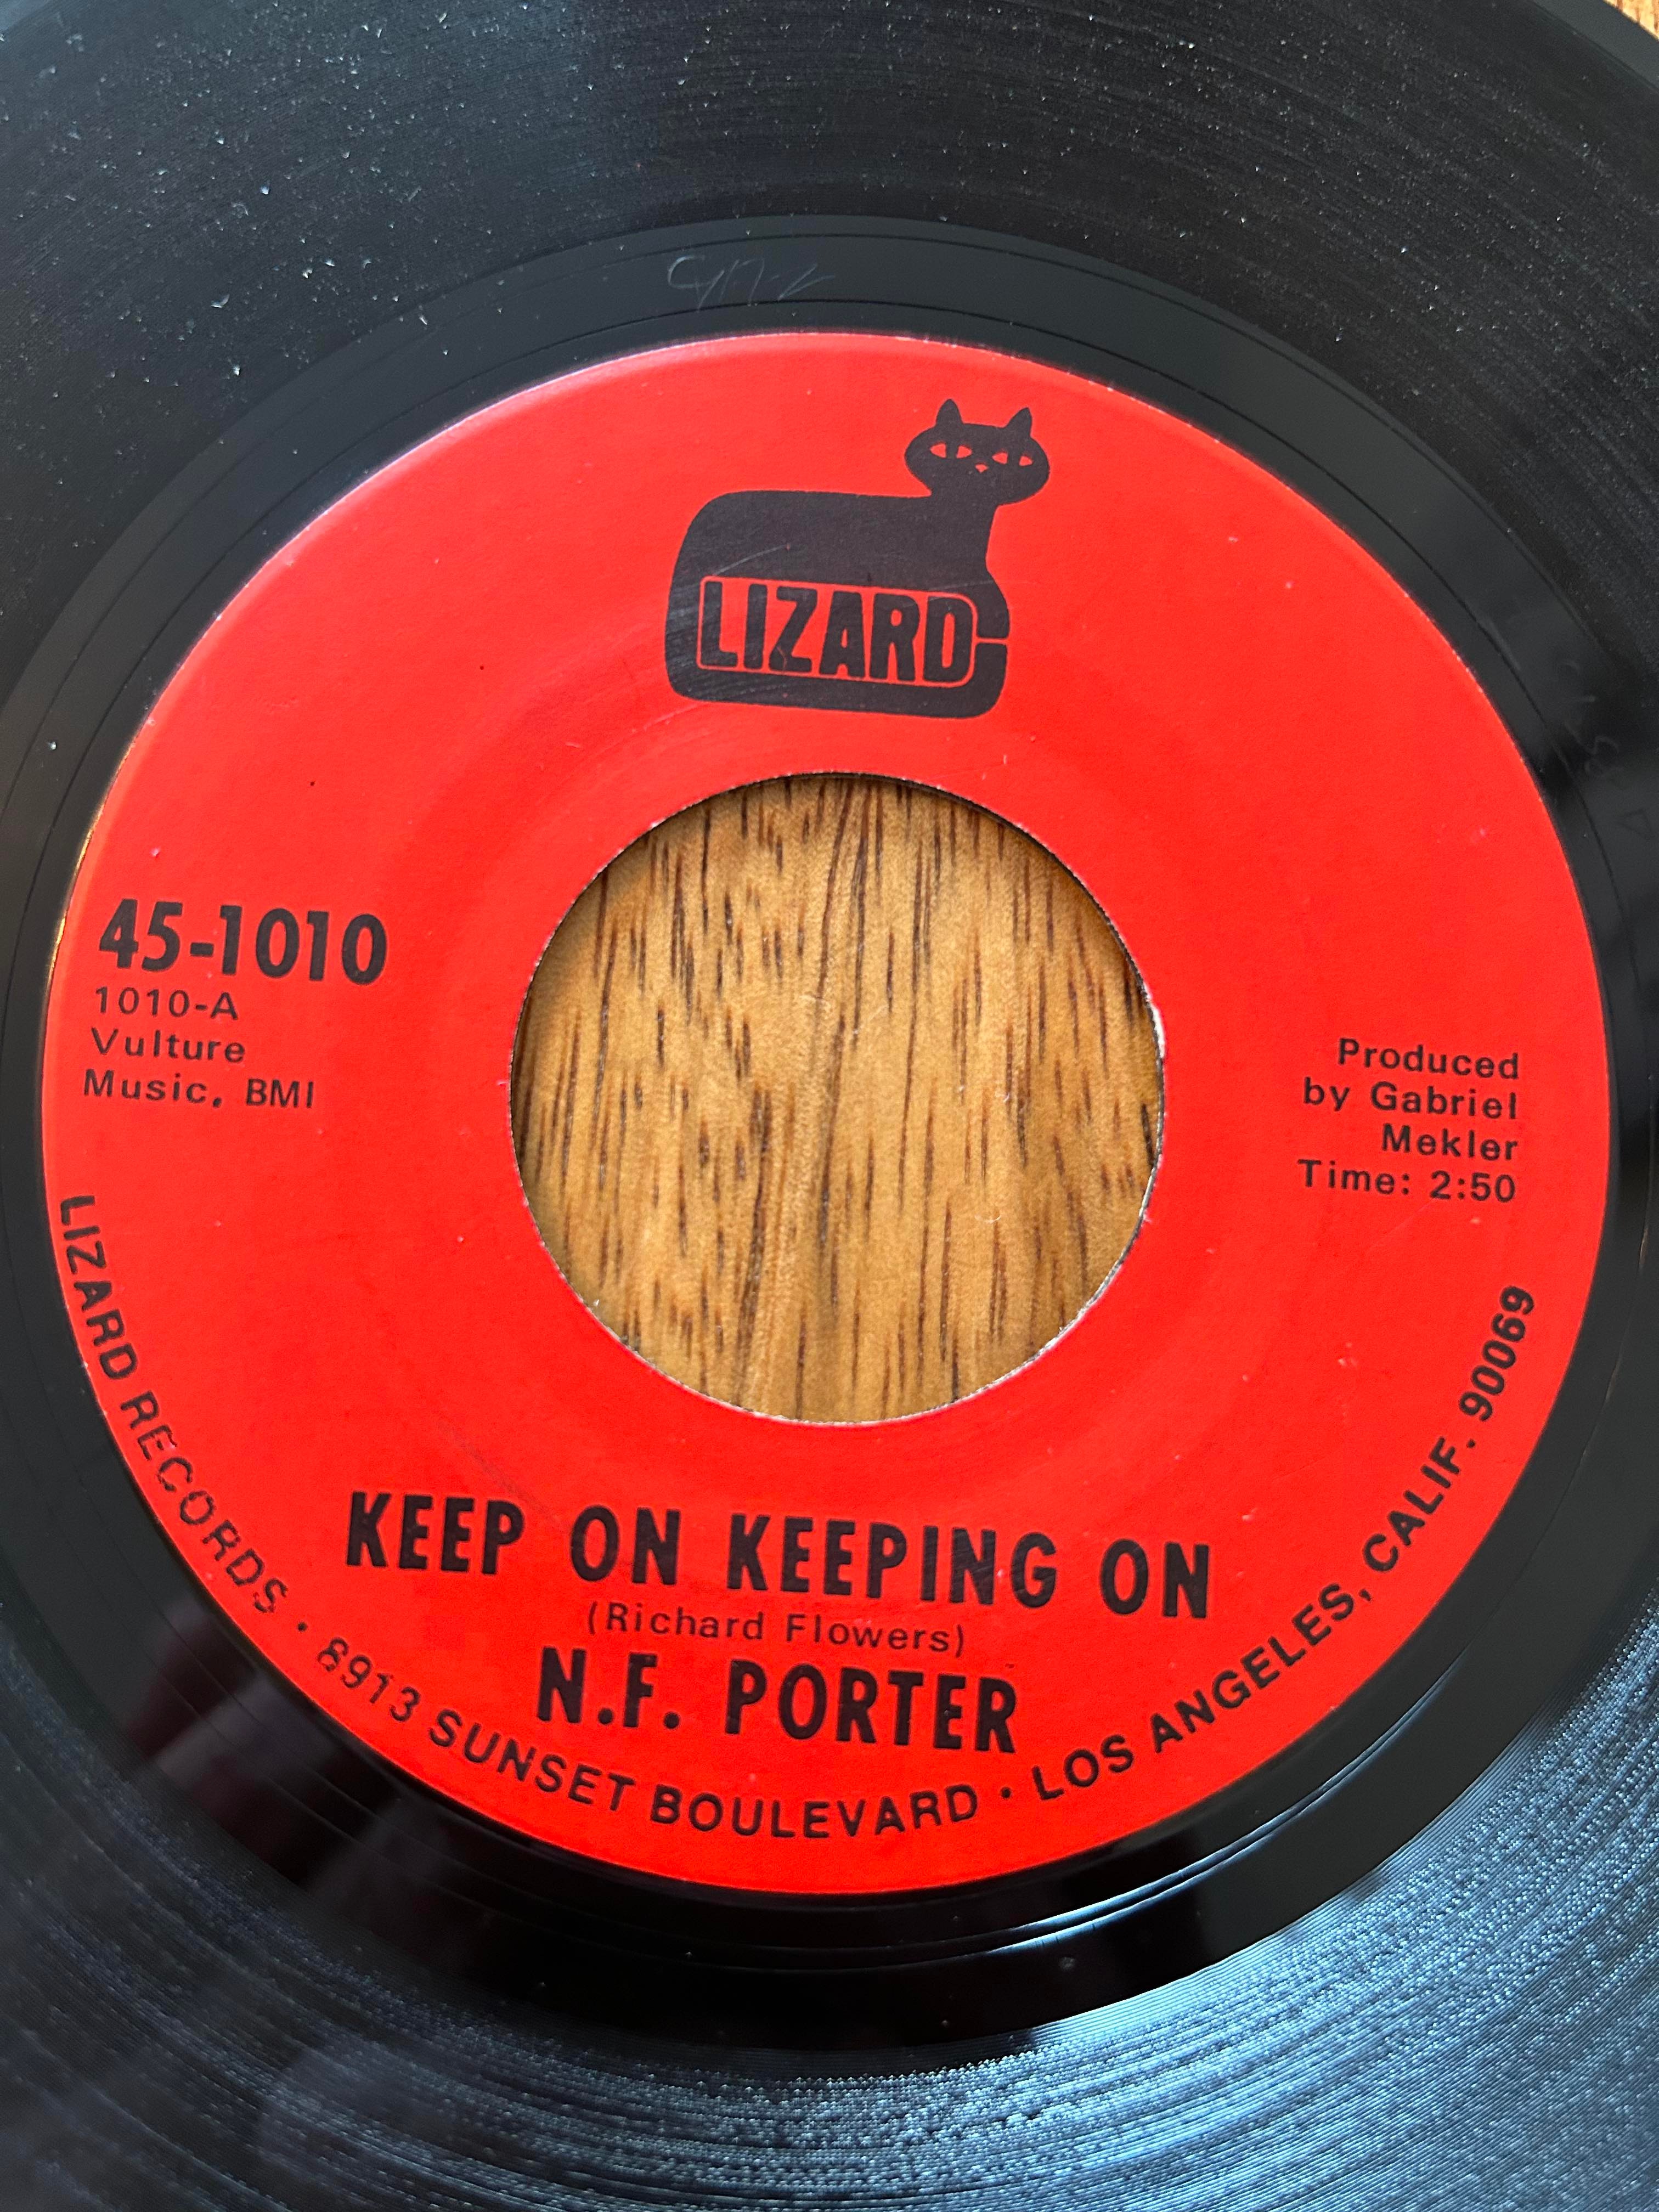 LIZARD
45-1010
1010-A
Vulture
Music, BMI
Produced
by Gabriel
Mekler
Time: 2:50
KEEP ON KEEPING ON
(Richard Flowers)
N.F. PORTER
LIZARD RECORDS • 8913 SUNSET BOULEVARD • LOS ANGELES, CALIF. 90069